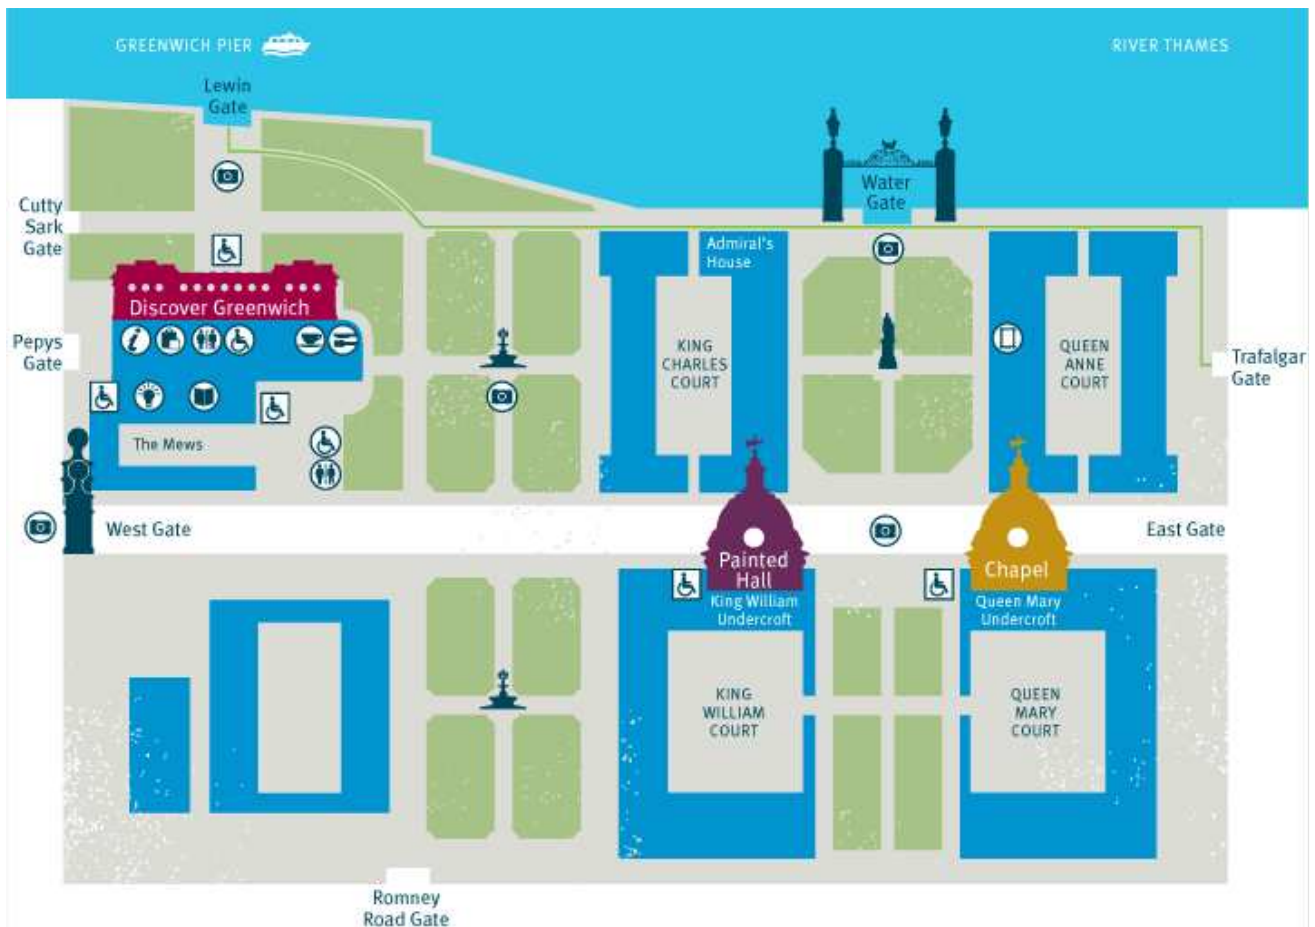 GREENWICH PIER
RIVER THAMES
Lewin
Gate
Water
Gate
Cutty
Sark
Gate
Admiral's
House
Discover Greenwich
Pepys
Gate
KING
CHARLES
COURT
QUEEN
ANNE
COURT
Trafalgar
Gate
The Mews
West Gate
East Gate
Painted
Hall
Chapel
King William
Undercroft
Queen Mary
Undercroft
KING
WILLIAM
COURT
QUEEN
MARY
COURT
Romney
Road Gate